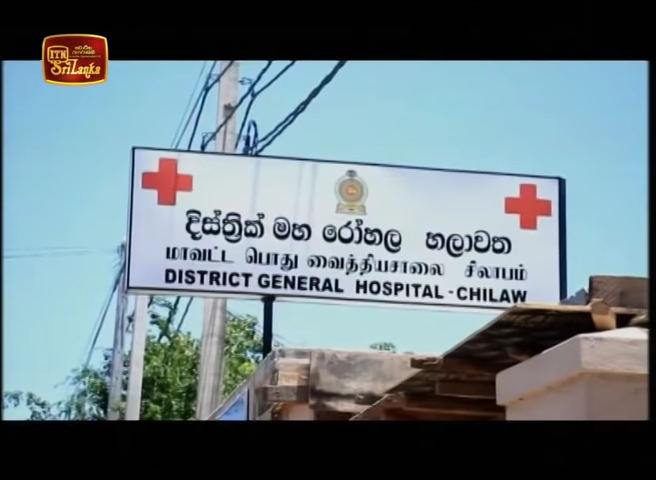 ITN
Sri Lanka
දිස්ත්‍රික් මහ රෝහල හලාවත
மாவட்ட பொது வைத்தியசாலை சிலாபம்
DISTRICT GENERAL HOSPITAL - CHILAW